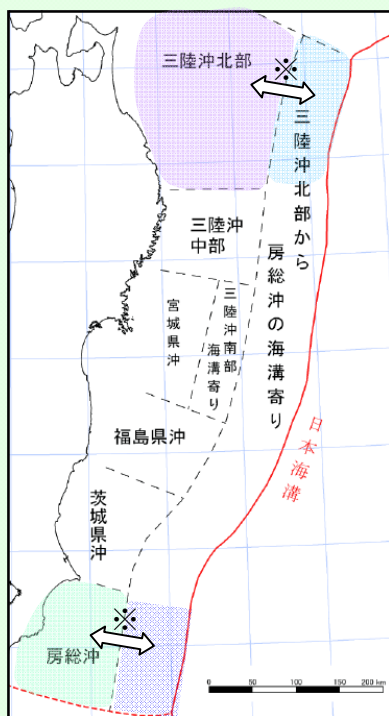 三陸沖北部
※
三陸沖北部から
房総沖の海溝寄り
三陸沖
中部
宮城県沖
三陸沖南部
海溝寄り
福島県沖
日本海溝
茨城県沖
※
房総沖
0 50 100 150 200 km